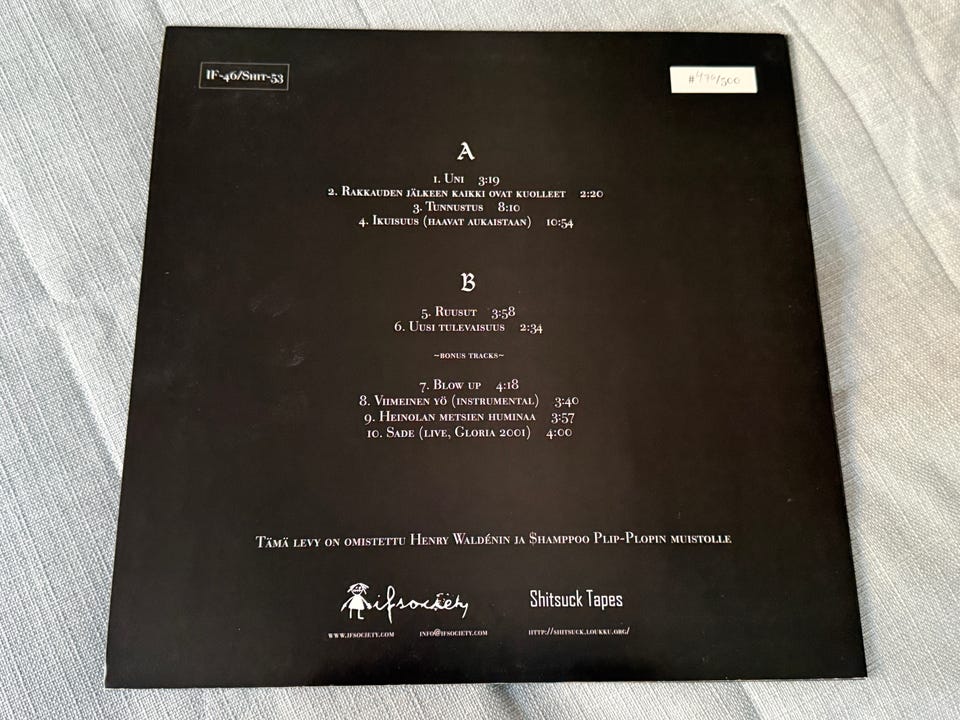 IF-46/Shit-53
/500
A
1. Uni 3:19
2. Rakkauden jälkeen kaikki ovat kuolleet 2:20
3. Tunnustus 8:10
4. Ikuisuus (haavat aukaistaan) 10:54
B
5. Ruusut 3:58
6. Uusi tulevaisuus 2:34
~bonus tracks~
7. Blow up 4:18
8. Viimeinen yö (instrumental) 3:40
9. Heinolan metsien huminaa 3:57
10. Sade (live, Gloria 2001) 4:00
Tämä levy on omistettu Henry Waldénin ja $hamppoo Plip-Plopin muistolle
ifsociety
Shitsuck Tapes
www.ifsociety.com info@ifsociety.com http://shitsuck.loukku.org/